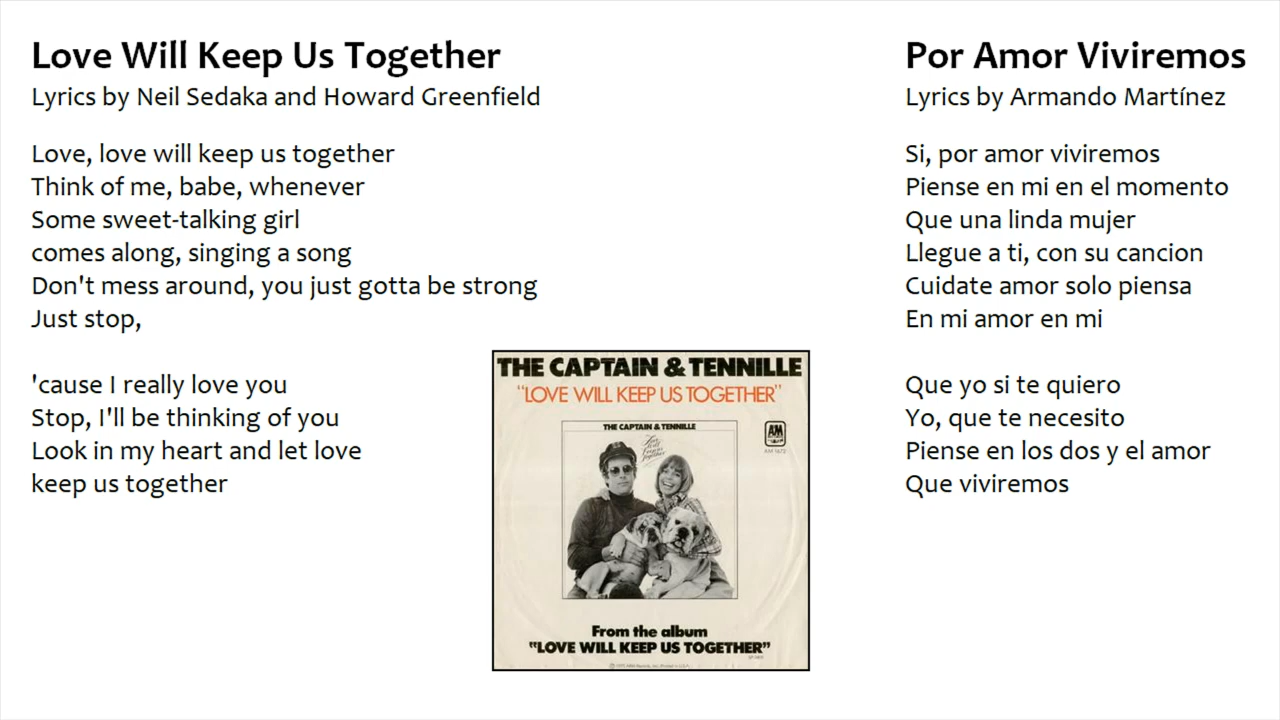 Love Will Keep Us Together
Lyrics by Neil Sedaka and Howard Greenfield
Love, love will keep us together
Think of me, babe, whenever
Some sweet-talking girl
comes along, singing a song
Don't mess around, you just gotta be strong
Just stop,
'cause I really love you
Stop, I'll be thinking of you
Look in my heart and let love
keep us together
THE CAPTAIN & TENNILLE
"LOVE WILL KEEP US TOGETHER"
THE CAPTAIN & TENNILLE
Love
Will Keep Us
Together
A&M
From the album
"LOVE WILL KEEP US TOGETHER"
Por Amor Viviremos
Lyrics by Armando Martínez
Si, por amor viviremos
Piense en mi en el momento
Que una linda mujer
Llegue a ti, con su cancion
Cuidate amor solo piensa
En mi amor en mi
Que yo si te quiero
Yo, que te necesito
Piense en los dos y el amor
Que viviremos